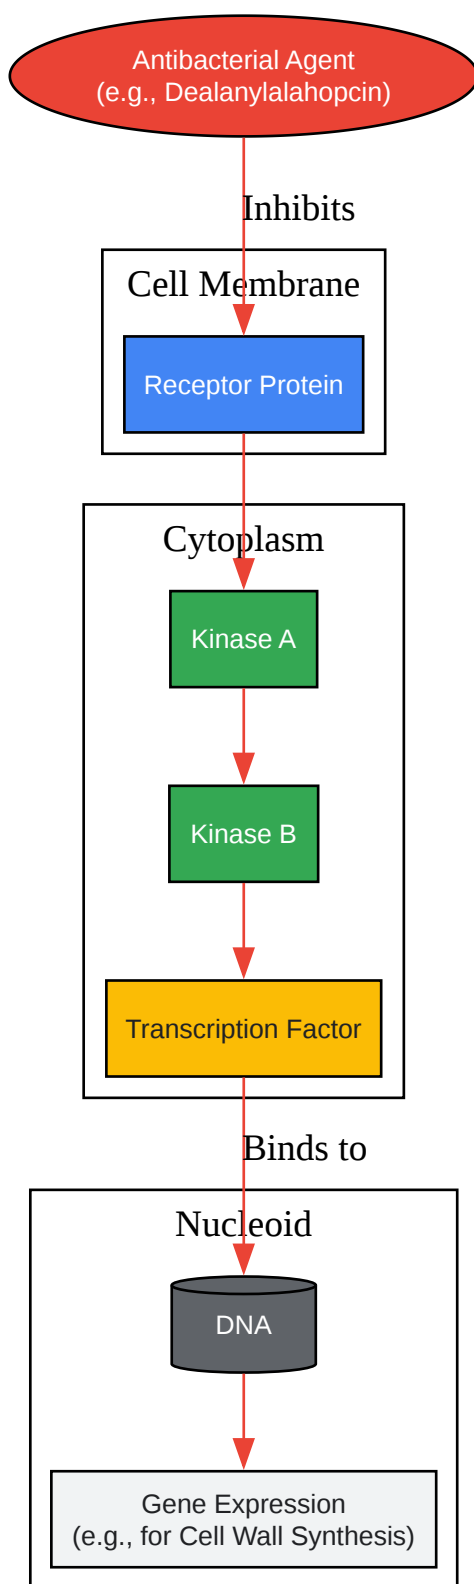 Antibacterial Agent
(e.g., Dealanylalahopcin)
Inhibits
Cell Membrane
Receptor Protein
Cytoplasm
Kinase A
Kinase B
Transcription Factor
Binds to
Nucleoid
DNA
Gene Expression
(e.g., for Cell Wall Synthesis)